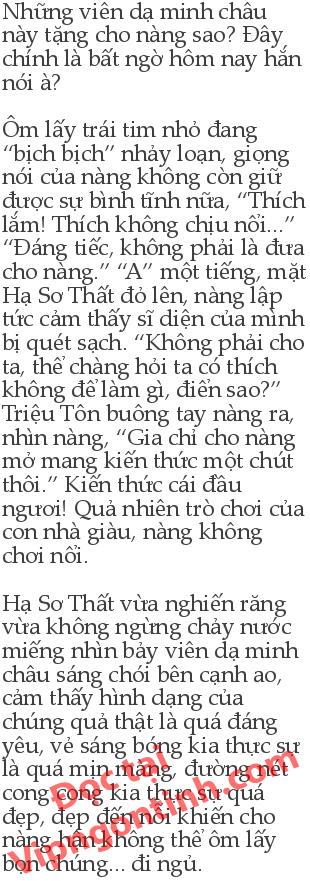 Những viên dạ minh châu
này tặng cho nàng sao? Đây
chính là bất ngờ hôm nay hắn
nói à?
Ôm lấy trái tim nhỏ đang
“bịch bịch” nhảy loạn, giọng
nói của nàng không còn giữ
được sự bình tĩnh nữa, “Thích
lắm! Thích không chịu nổi...”
“Đáng tiếc, không phải là đưa
cho nàng.” “A” một tiếng, mặt
Hạ Sơ Thất đỏ lên, nàng lập
tức cảm thấy sĩ diện của mình
bị quét sạch. “Không phải cho
ta, thế chàng hỏi ta có thích
không để làm gì, điên sao?”
Triệu Tôn buông tay nàng ra,
nhìn nàng, “Gia chỉ cho nàng
mở mang kiến thức một chút
thôi.” Kiến thức cái đầu
ngươi! Quả nhiên trò chơi của
con nhà giàu, nàng không
chơi nổi.
Hạ Sơ Thất vừa nghiến răng
vừa không ngừng chảy nước
miếng nhìn bảy viên dạ minh
châu sáng chói bên cạnh ao,
cảm thấy hình dạng của
chúng quả thật là quá đáng
yêu, vẻ sáng bóng kia thực sự
là quá mịn màng, đường nét
cong cong kia thực sự quá
đẹp, đẹp đến nỗi khiến cho
nàng hận không thể ôm lấy
bọn chúng... đi ngủ.
Đọc tại
Vipngontinh.com